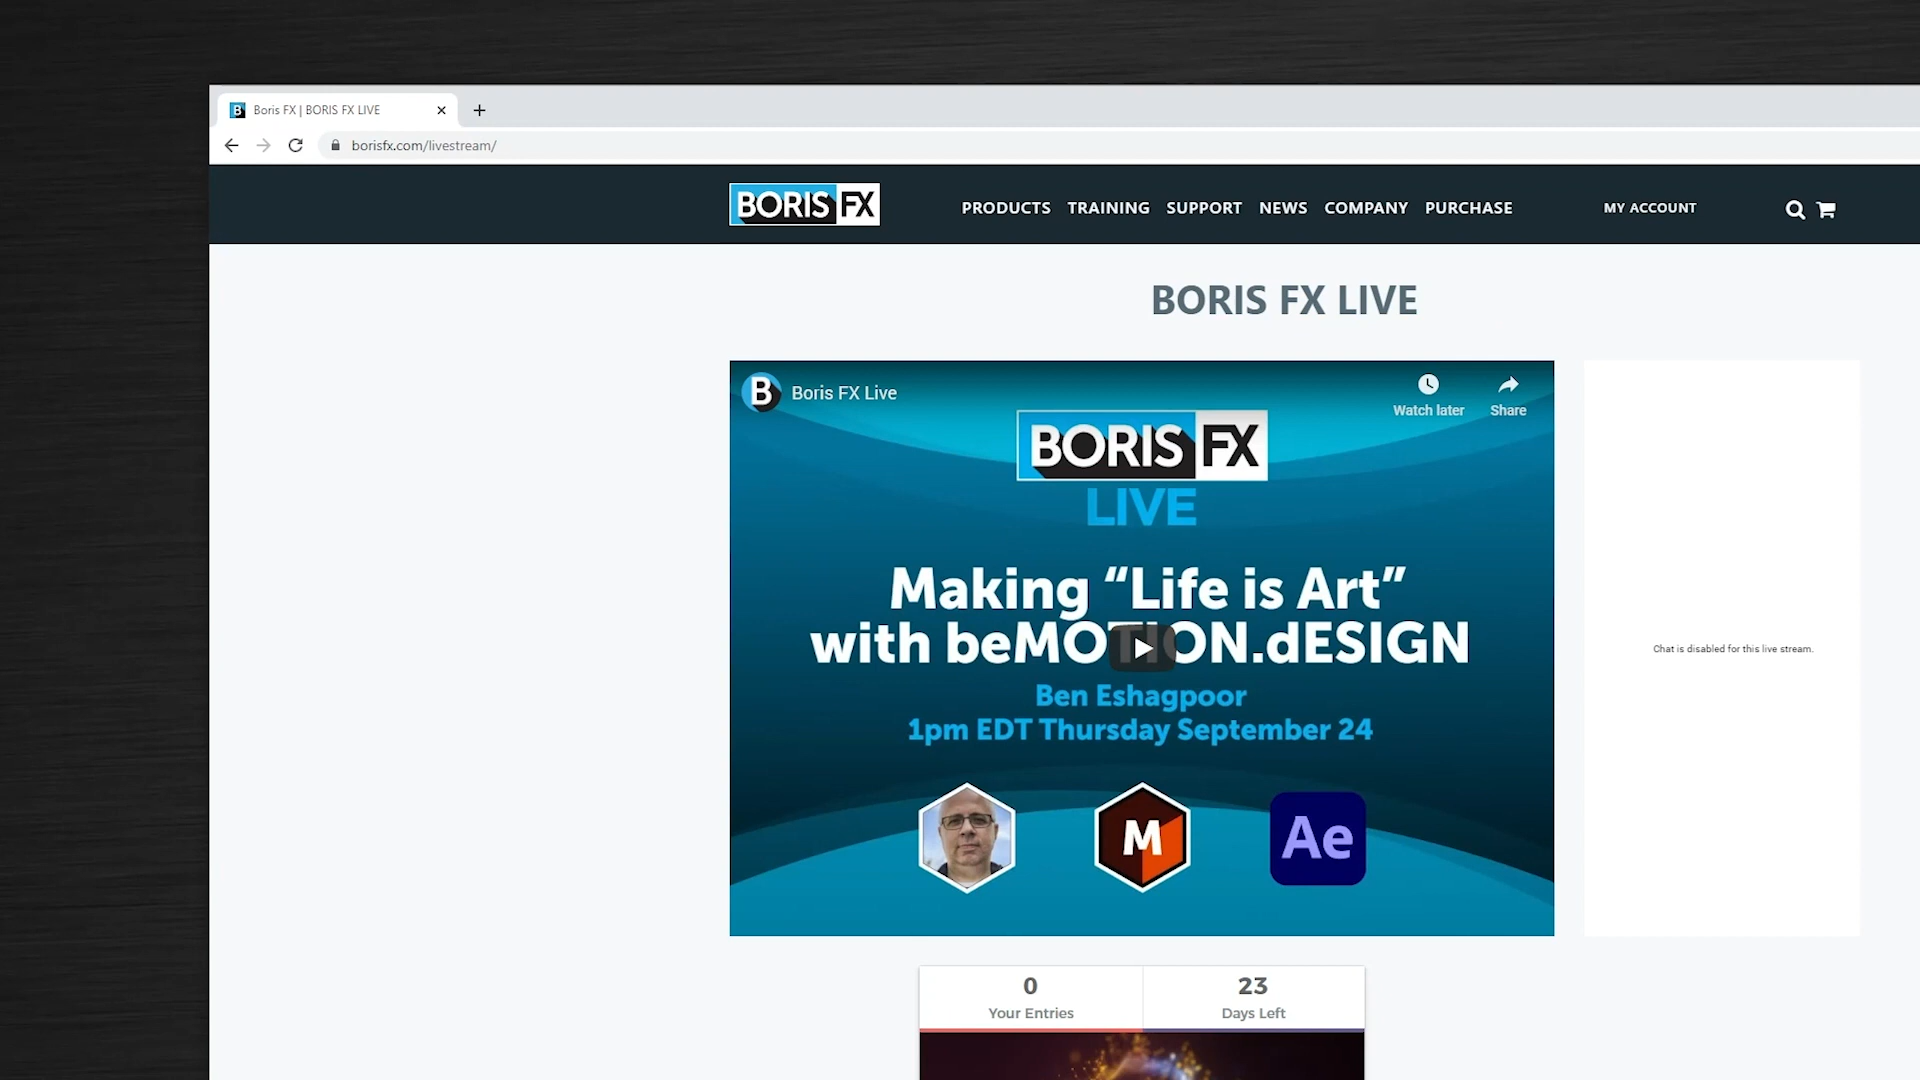 Boris FX | BORIS FX LIVE
borisfx.com/livestream/
BORIS FX
PRODUCTS TRAINING SUPPORT NEWS COMPANY PURCHASE
MY ACCOUNT
BORIS FX LIVE
B Boris FX Live
Watch later
Share
BORIS FX
LIVE
Making “Life is Art”
with beMOTION.dESIGN
Ben Eshagpoor
1pm EDT Thursday September 24
M
Ae
Chat is disabled for this live stream.
0
Your Entries
23
Days Left